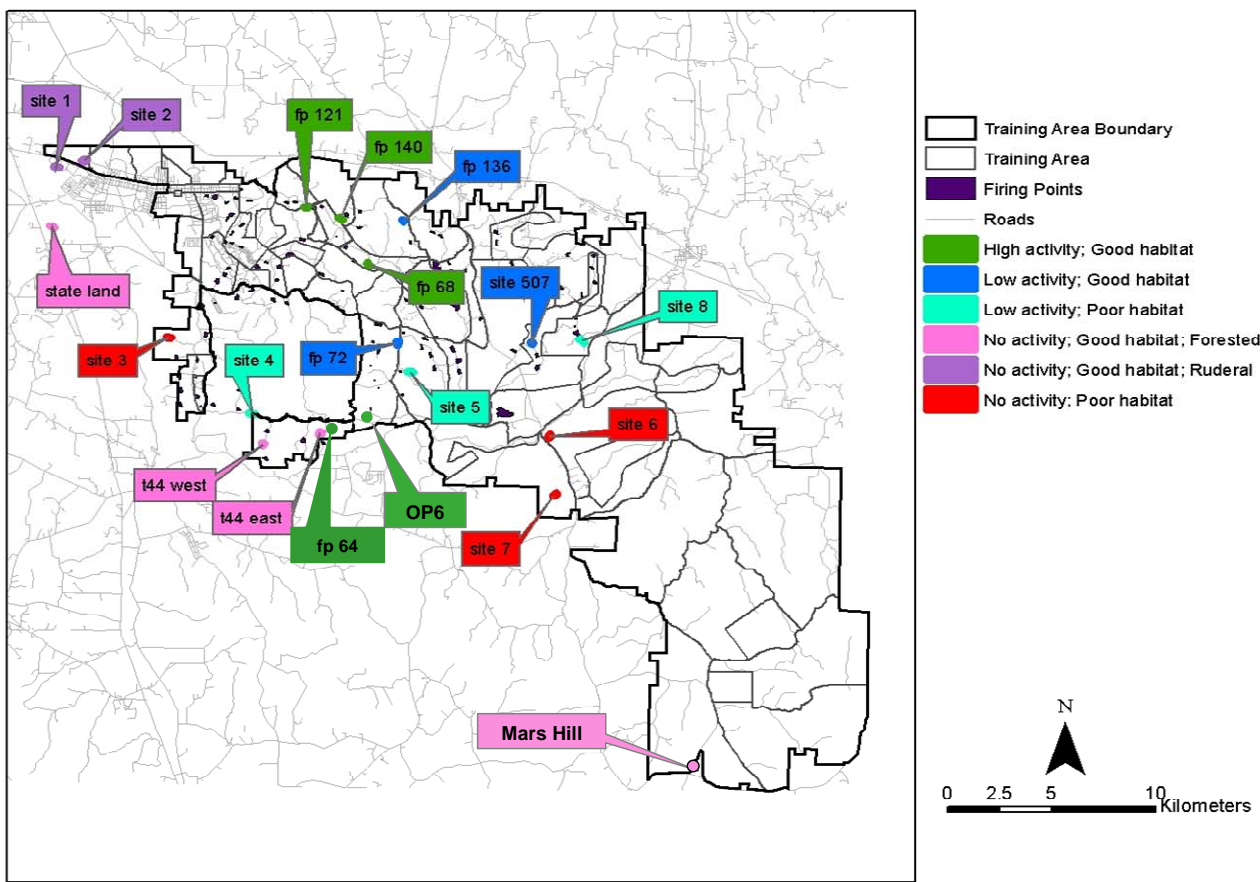 site 1
site 2
fp 121
fp 140
fp 136
state land
fp 68
site 507
site 8
site 3
site 4
fp 72
site 5
site 6
t44 west
t44 east
OP6
fp 64
site 7
Mars Hill
Training Area Boundary
Training Area
Firing Points
Roads
High activity; Good habitat
Low activity; Good habitat
Low activity; Poor habitat
No activity; Good habitat; Forested
No activity; Good habitat; Ruderal
No activity; Poor habitat
N
0 2.5 5 10
Kilometers